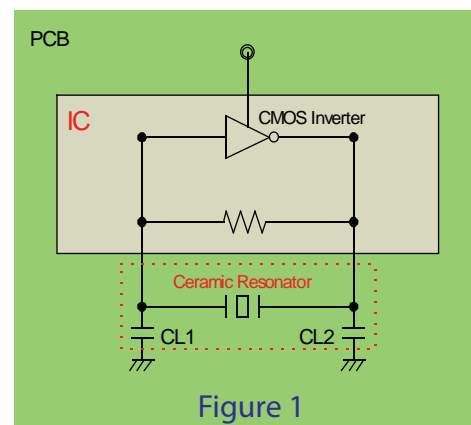 PCB
IC
CMOS Inverter
Ceramic Resonator
CL1
CL2
Figure 1